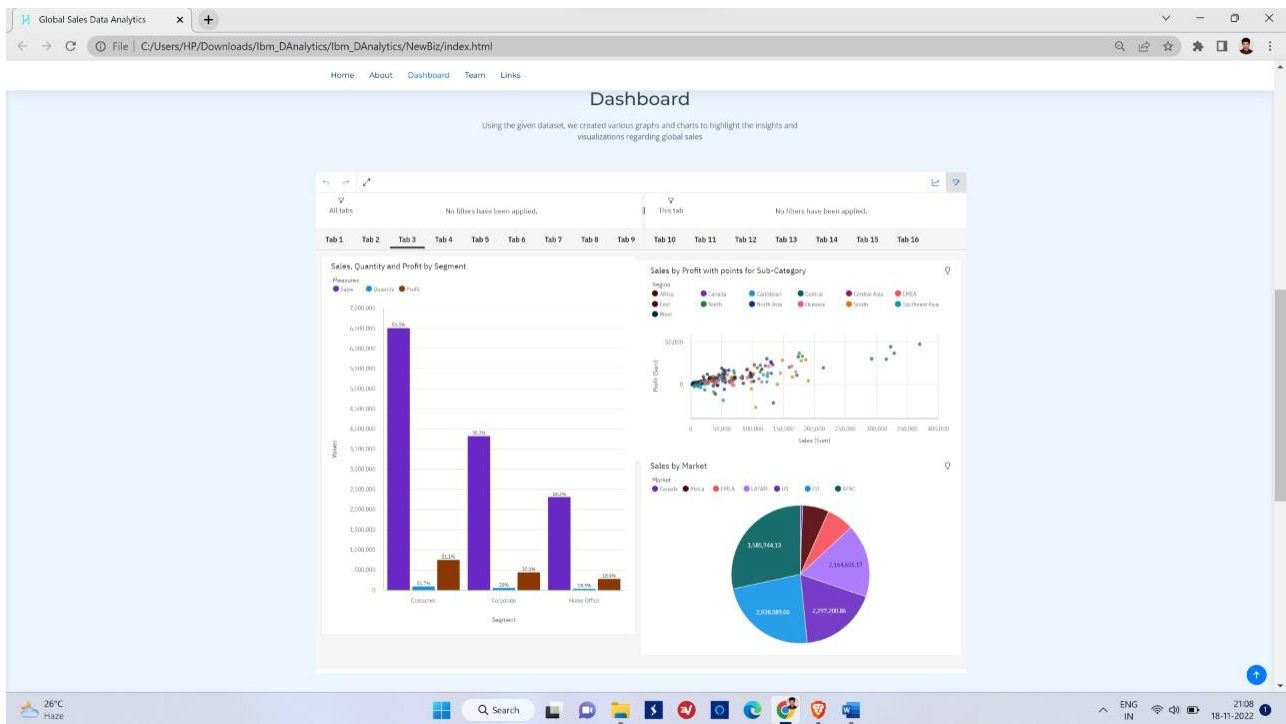 Global Sales Data Analytics
File C:/Users/HP/Downloads/Ibm_DAnalytics/Ibm_DAnalytics/NewBiz/index.html
Home About Dashboard Team Links
Dashboard
Using the given dataset, we created various graphs and charts to highlight the insights and
visualizations regarding global sales
All tabs No filters have been applied. This tab No filters have been applied.
Tab 1 Tab 2 Tab 3 Tab 4 Tab 5 Tab 6 Tab 7 Tab 8 Tab 9 Tab 10 Tab 11 Tab 12 Tab 13 Tab 14 Tab 15 Tab 16
Sales, Quantity and Profit by Segment
Measures
Sales Quantity Profit
7,000,000
6,500,000
6,000,000
5,500,000
5,000,000
4,500,000
4,000,000
3,500,000
3,000,000
2,500,000
2,000,000
1,500,000
1,000,000
500,000
0
Values
51.7% 20%
Consumer Corporate Home Office
Segment
Sales by Profit with points for Sub-Category
Region
Africa Canada Caribbean Central Central Asia EMEA
East North North Asia Oceania South Southeast Asia
West
Profit (Sum)
50,000
0
0 50,000 100,000 150,000 200,000 250,000 300,000 350,000 400,000
Sales (Sum)
Sales by Market
Market
Canada Africa EMEA LATAM US EU APAC
3,585,744.13
2,164,605.17
2,938,089.06
2,297,200.86
26°C
Haze
Search
ENG
IN
21:08
8-11-2022